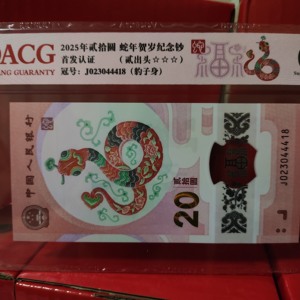 ACG
NG GUARANTY
2025年贰拾圆 蛇年贺岁纪念钞
首发认证 （贰出头☆☆☆）
冠号：J023044418（豹子身）
福
中国人民银行
贰拾圆
20
J023044418